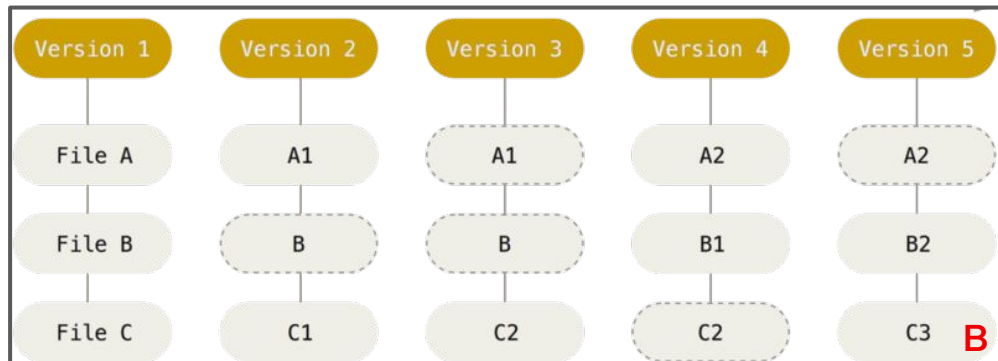 Version 1 Version 2 Version 3 Version 4 Version 5
File A A1 A1 A2 A2
File B B B B1 B2
File C C1 C2 C2 C3 B